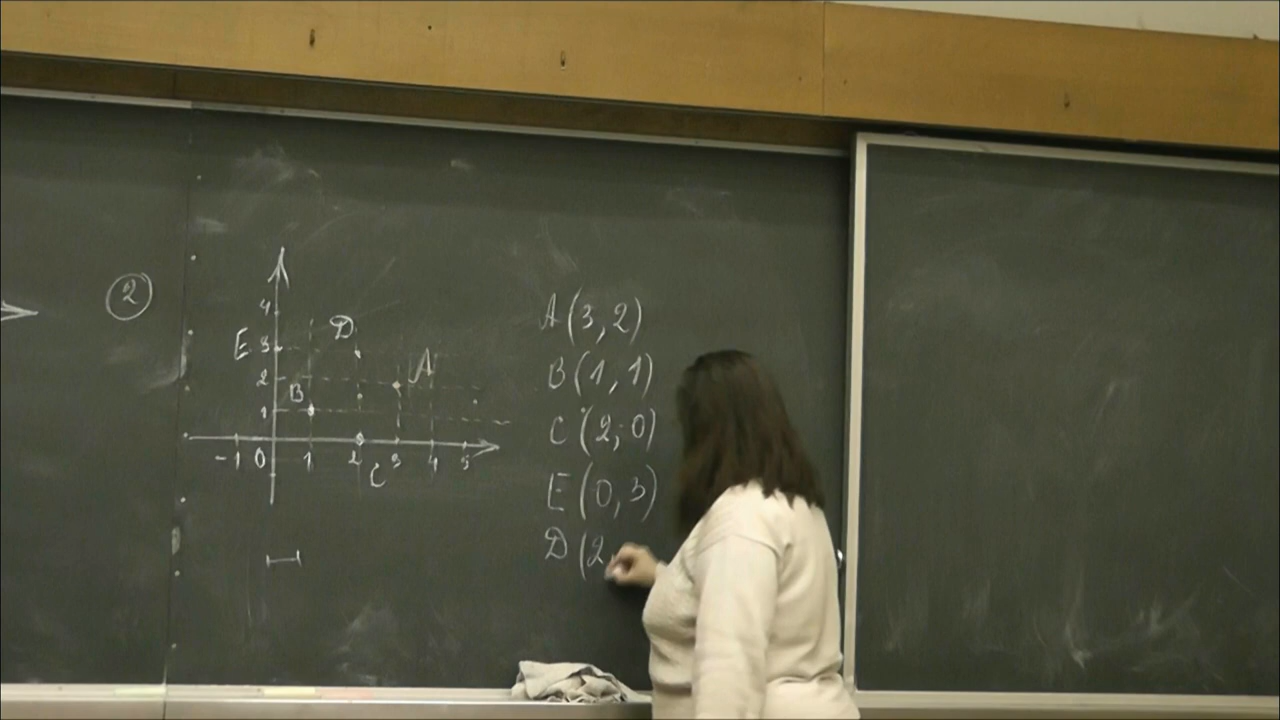 2
4
E 3 D
2 A
B
1
-1 0 1 2 3 4 5
C
A (3, 2)
B (1, 1)
C (2, 0)
E (0, 3)
D (2,